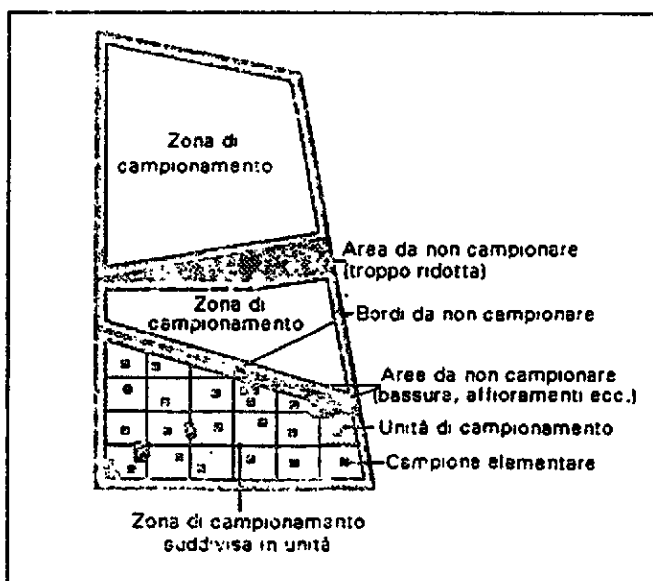 Zona di
campionamento
Area da non campionare
(troppo ridotta)
Zona di
campionamento
Bordi da non campionare
Area da non campionare
(bassura, affioramenti ecc.)
Unità di campionamento
Campione elementare
Zona di campionamento
suddivisa in unità